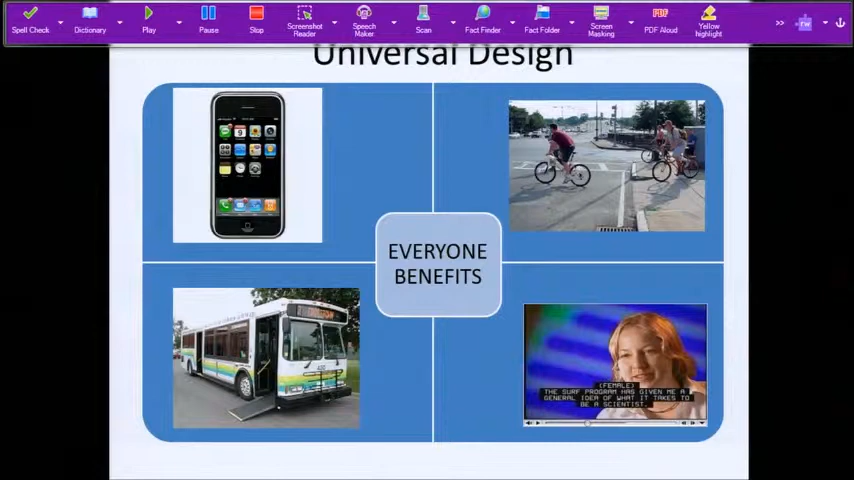 Spell Check
Dictionary
Play
Pause
Stop
Screenshot
Reader
Speech
Maker
Scan
Fact Finder
Fact Folder
Screen
Masking
PDF
PDF Aloud
Yellow
highlight
>>
rw
Universal Design
EVERYONE
BENEFITS
(FEMALE)
THE SURF PROGRAM HAS GIVEN ME A
GENERAL IDEA OF WHAT IT TAKES TO
BE A SCIENTIST.